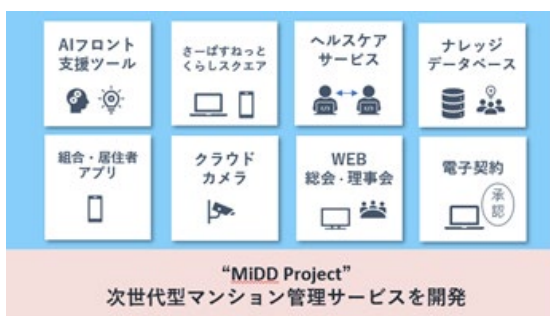 AIフロント
支援ツール
さーぱすねっと
くらしスクエア
ヘルスケア
サービス
ナレッジ
データベース
組合・居住者
アプリ
クラウド
カメラ
WEB
総会・理事会
電子契約
承
認
“MiDD Project”
次世代型マンション管理サービスを開発